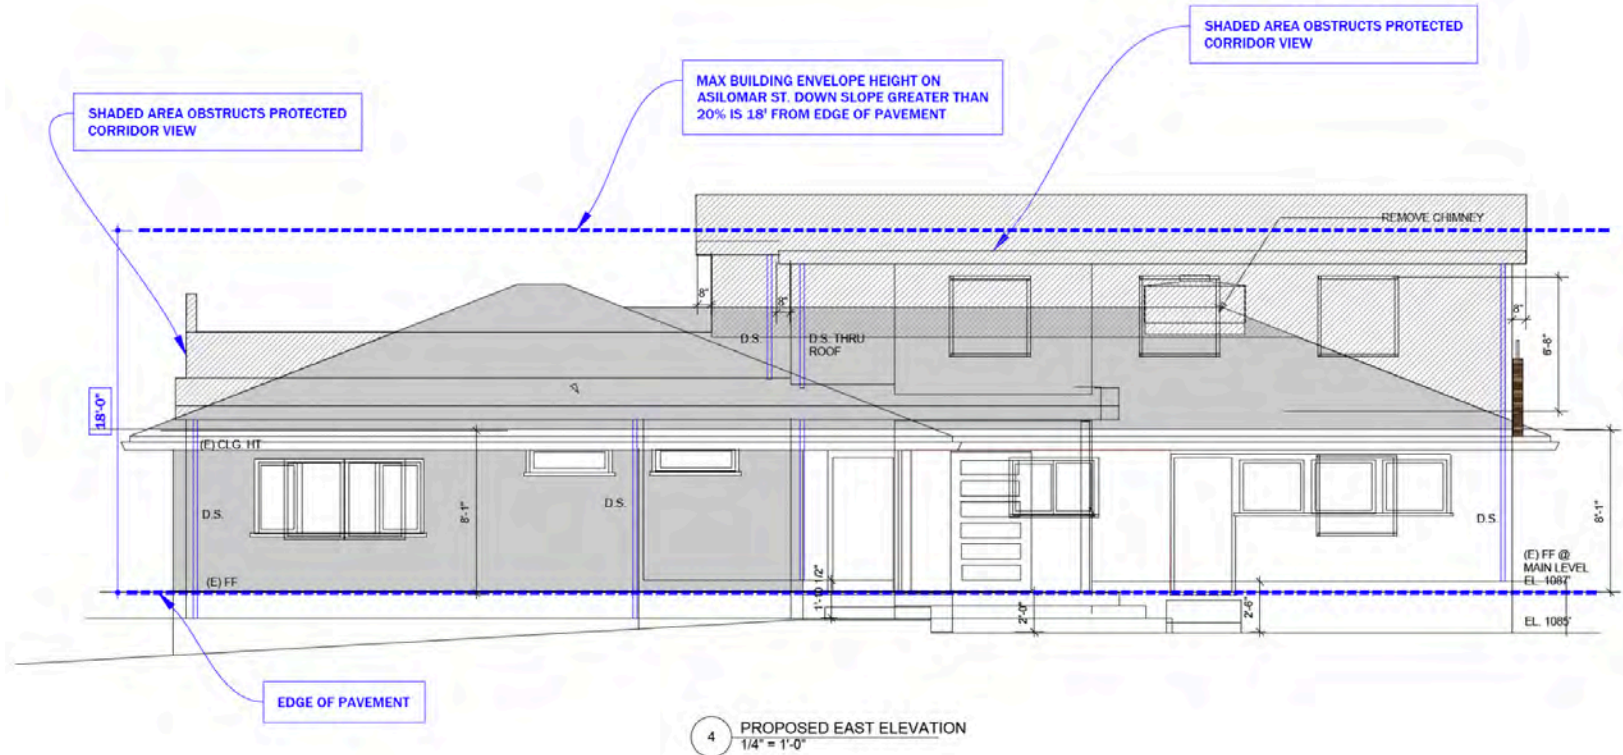 SHADED AREA OBSTRUCTS PROTECTED
CORRIDOR VIEW
MAX BUILDING ENVELOPE HEIGHT ON
ASILOMAR ST. DOWN SLOPE GREATER THAN
20% IS 18' FROM EDGE OF PAVEMENT
SHADED AREA OBSTRUCTS PROTECTED
CORRIDOR VIEW
REMOVE CHIMNEY
8"
8"
8"
D.S.
D.S. THRU
ROOF
6'-8"
18'-0"
(E) CLG. HT
8'-1"
D.S.
D.S.
D.S.
8'-1"
(E) FF
1'-10 1/2"
2'-0"
2'-6"
(E) FF @
MAIN LEVEL
EL. 1087'
EL. 1085'
EDGE OF PAVEMENT
4
PROPOSED EAST ELEVATION
1/4" = 1'-0"